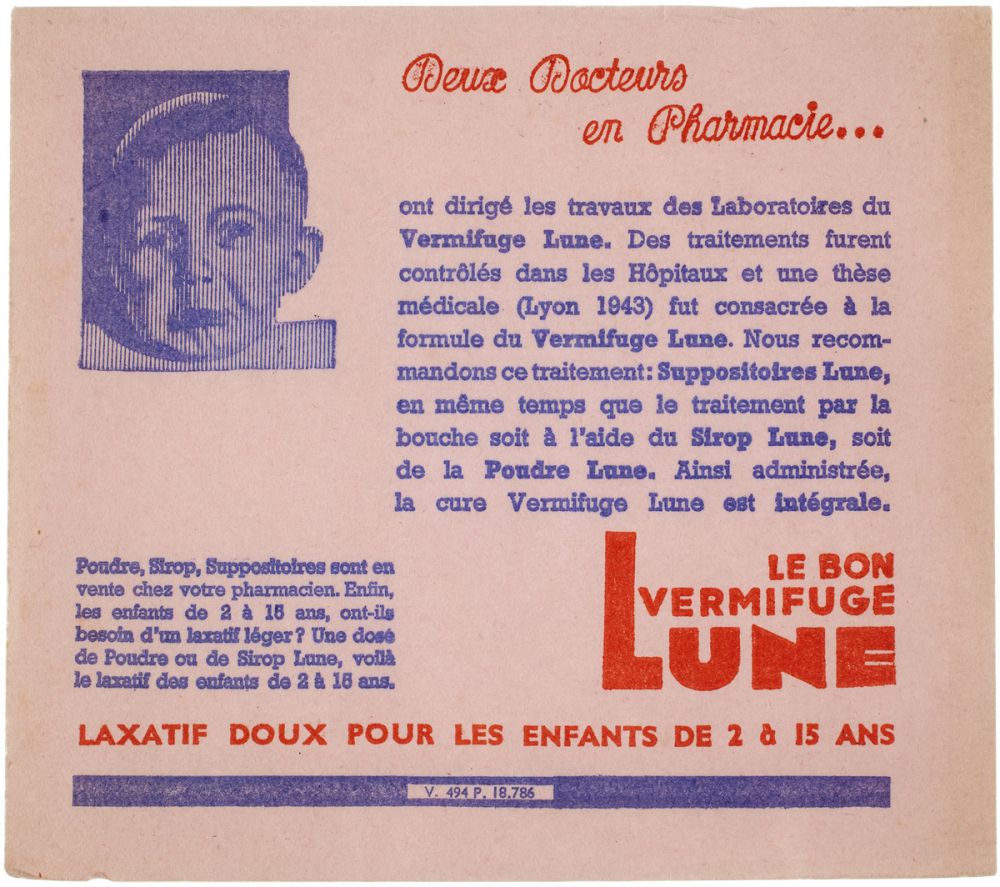 Deux Docteurs
en Pharmacie...
ont dirigé les travaux des Laboratoires du
Vermifuge Lune. Des traitements furent
contrôlés dans les Hôpitaux et une thèse
médicale (Lyon 1943) fut consacrée à la
formule du Vermifuge Lune. Nous recom-
mandons ce traitement: Suppositoires Lune,
en même temps que le traitement par la
bouche soit à l'aide du Sirop Lune, soit
de la Poudre Lune. Ainsi administrée,
la cure Vermifuge Lune est intégrale.
Poudre, Sirop, Suppositoires sont en
vente chez votre pharmacien. Enfin,
les enfants de 2 à 15 ans, ont-ils
besoin d'un laxatif léger? Une dose
de Poudre ou de Sirop Lune, voilà
le laxatif des enfants de 2 à 15 ans.
LE BON
VERMIFUGE
LUNE
LAXATIF DOUX POUR LES ENFANTS DE 2 à 15 ANS
V. 494 P. 18.786